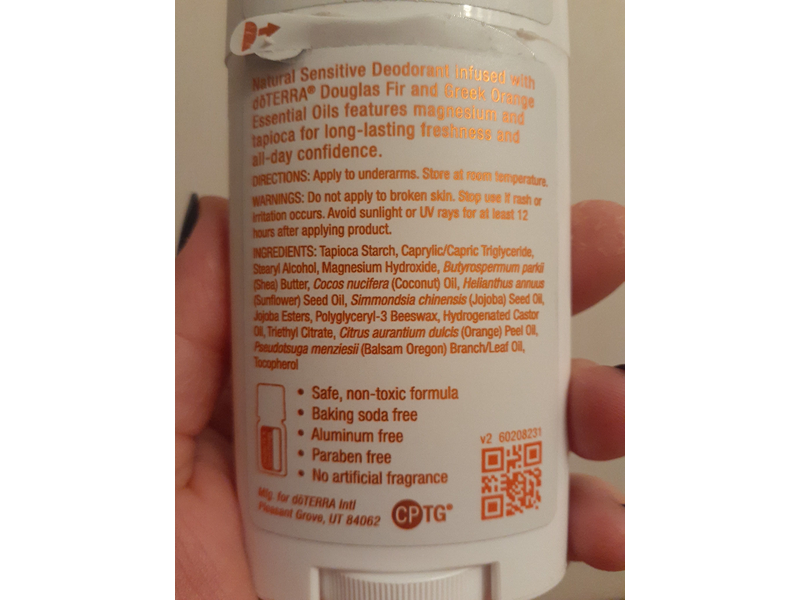 Natural Sensitive Deodorant Infused with
dōTERRA® Douglas Fir and Greek Orange
Essential Oils features magnesium and
tapioca for long-lasting freshness and
all-day confidence.
DIRECTIONS: Apply to underarms. Store at room temperature.
WARNINGS: Do not apply to broken skin. Stop use if rash or
irritation occurs. Avoid sunlight or UV rays for at least 12
hours after applying product.
INGREDIENTS: Tapioca Starch, Caprylic/Capric Triglyceride,
Stearyl Alcohol, Magnesium Hydroxide, Butyrospermum parkii
(Shea) Butter, Cocos nucifera (Coconut) Oil, Helianthus annuus
(Sunflower) Seed Oil, Simmondsia chinensis (Jojoba) Seed Oil,
Jojoba Esters, Polyglyceryl-3 Beeswax, Hydrogenated Castor
Oil, Triethyl Citrate, Citrus aurantium dulcis (Orange) Peel Oil,
Pseudotsuga menziesii (Balsam Oregon) Branch/Leaf Oil,
Tocopherol
• Safe, non-toxic formula
• Baking soda free
• Aluminum free
• Paraben free
• No artificial fragrance
v2 60208231
Mfg. for dōTERRA Intl
Pleasant Grove, UT 84062
CPTG®